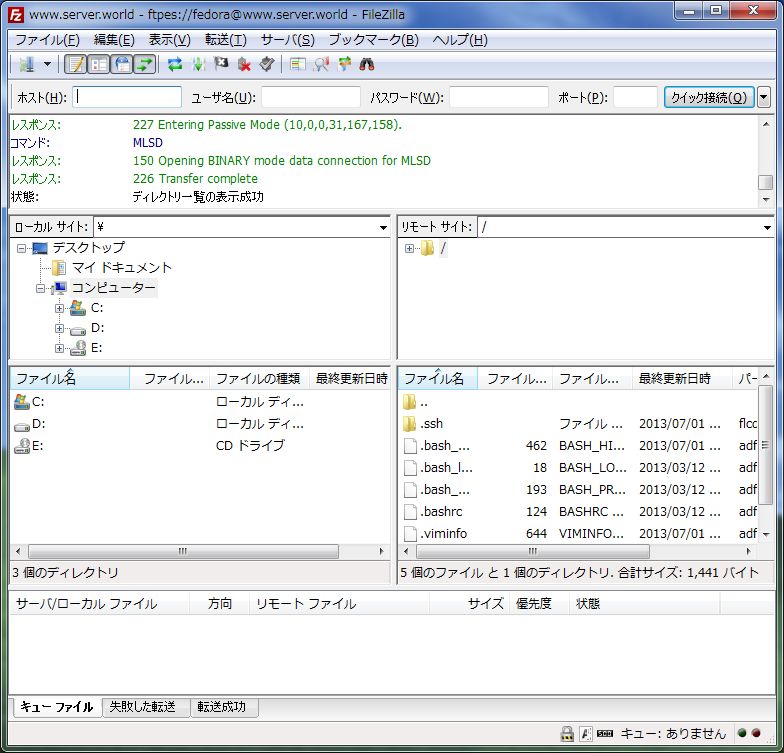 www.server.world - ftpes://fedora@www.server.world - FileZilla
ファイル(F) 編集(E) 表示(V) 転送(T) サーバ(S) ブックマーク(B) ヘルプ(H)
ホスト(H): ユーザ名(U): パスワード(W): ポート(P): クイック接続(Q)
レスポンス: 227 Entering Passive Mode (10,0,0,31,167,158).
コマンド: MLSD
レスポンス: 150 Opening BINARY mode data connection for MLSD
レスポンス: 226 Transfer complete
状態: ディレクトリ一覧の表示成功
ローカル サイト: ¥
デスクトップ
マイ ドキュメント
コンピューター
C:
D:
E:
リモート サイト: /
/
ファイル名 ファイル... ファイルの種類 最終更新日時
C: ローカル ディ...
D: ローカル ディ...
E: CD ドライブ
3 個のディレクトリ
ファイル名 ファイル... ファイル... 最終更新日時 パー
..
.ssh ファイル ... 2013/07/01 ... flcd
.bash_... 462 BASH_HI... 2013/07/01 ... adf
.bash_l... 18 BASH_LO... 2013/03/12 ... adf
.bash_... 193 BASH_PR... 2013/03/12 ... adf
.bashrc 124 BASHRC ... 2013/03/12 ... adf
.viminfo 644 VIMINFO... 2013/07/01 ... adf
5 個のファイル と 1 個のディレクトリ. 合計サイズ: 1,441 バイト
サーバ/ローカル ファイル 方向 リモート ファイル サイズ 優先度 状態
キュー ファイル 失敗した転送 転送成功
キュー: ありません